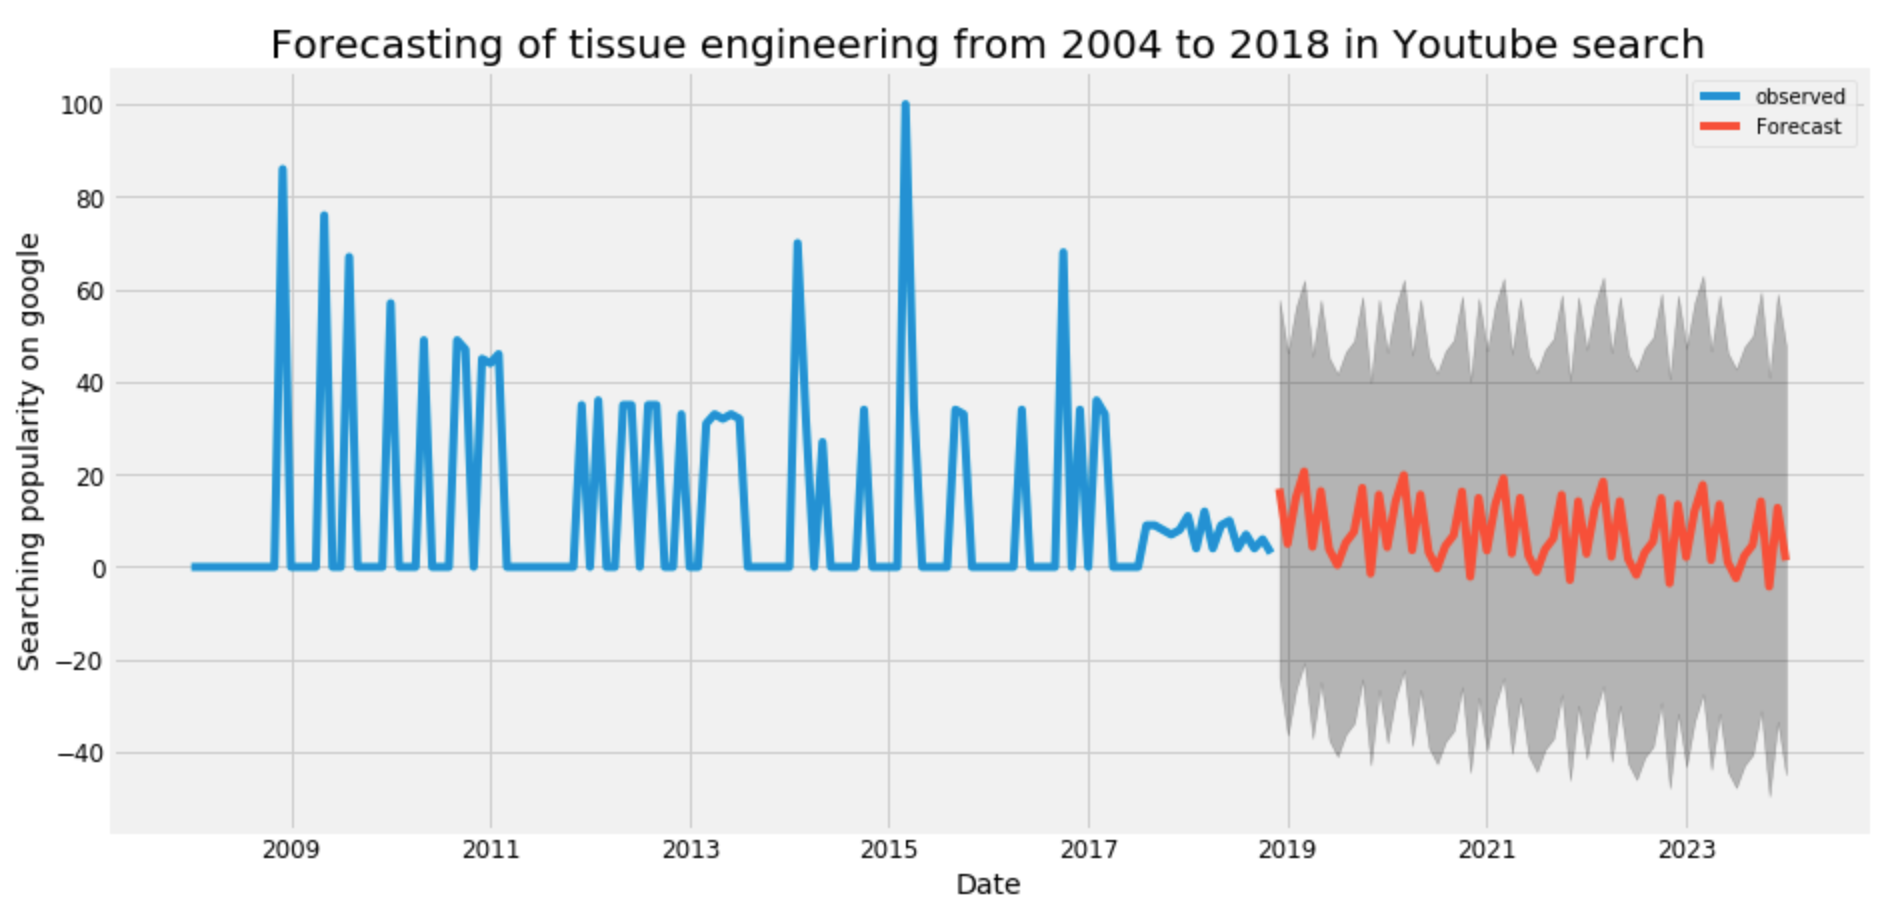 Forecasting of tissue engineering from 2004 to 2018 in Youtube search
observed
Forecast
Searching popularity on google
100
80
60
40
20
0
−20
−40
2009 2011 2013 2015 2017 2019 2021 2023
Date